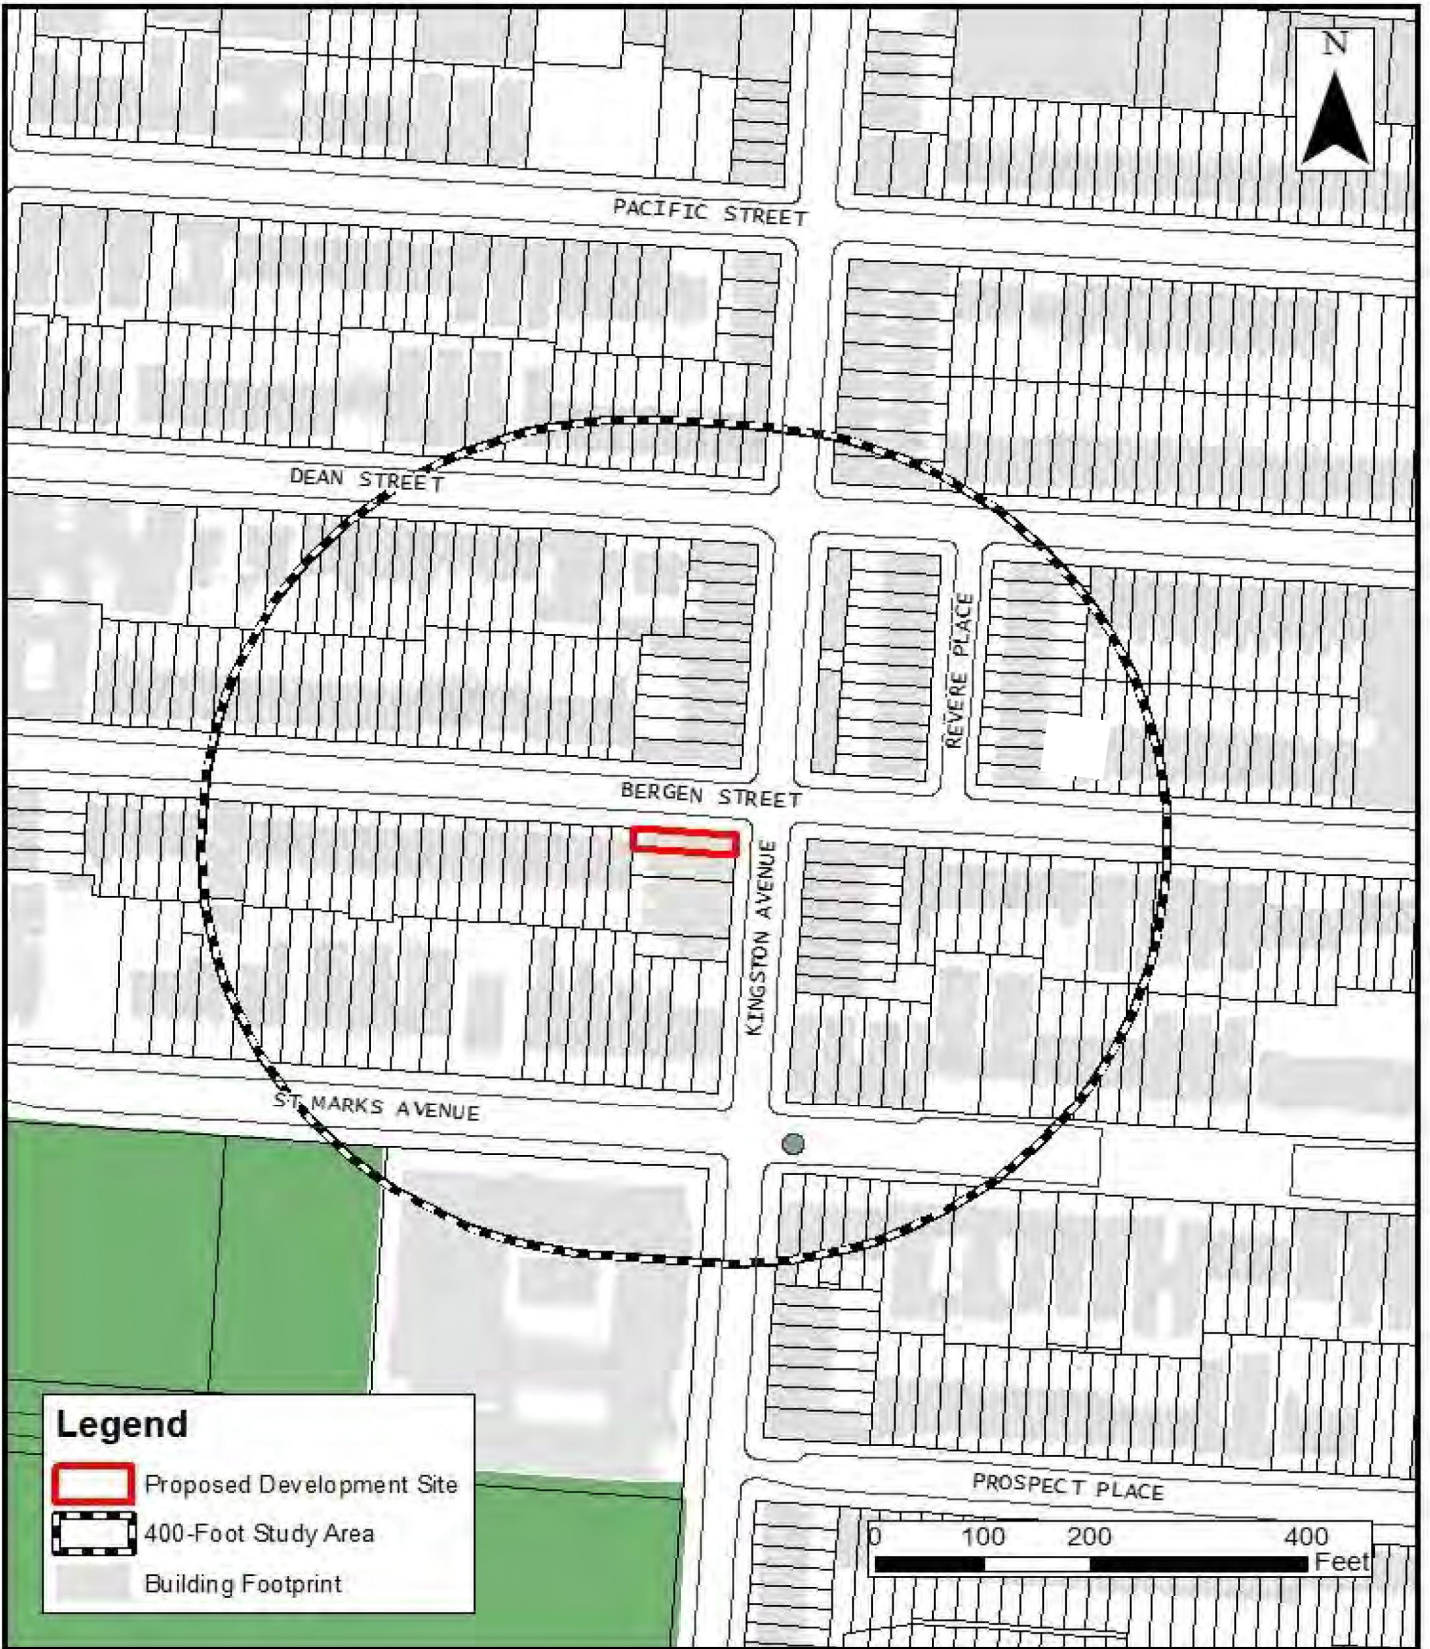 N
PACIFIC STREET
DEAN STREET
REVERE PLACE
BERGEN STREET
KINGSTON AVENUE
ST MARKS AVENUE
Legend
Proposed Development Site
400-Foot Study Area
Building Footprint
PROSPECT PLACE
0 100 200 400
Feet